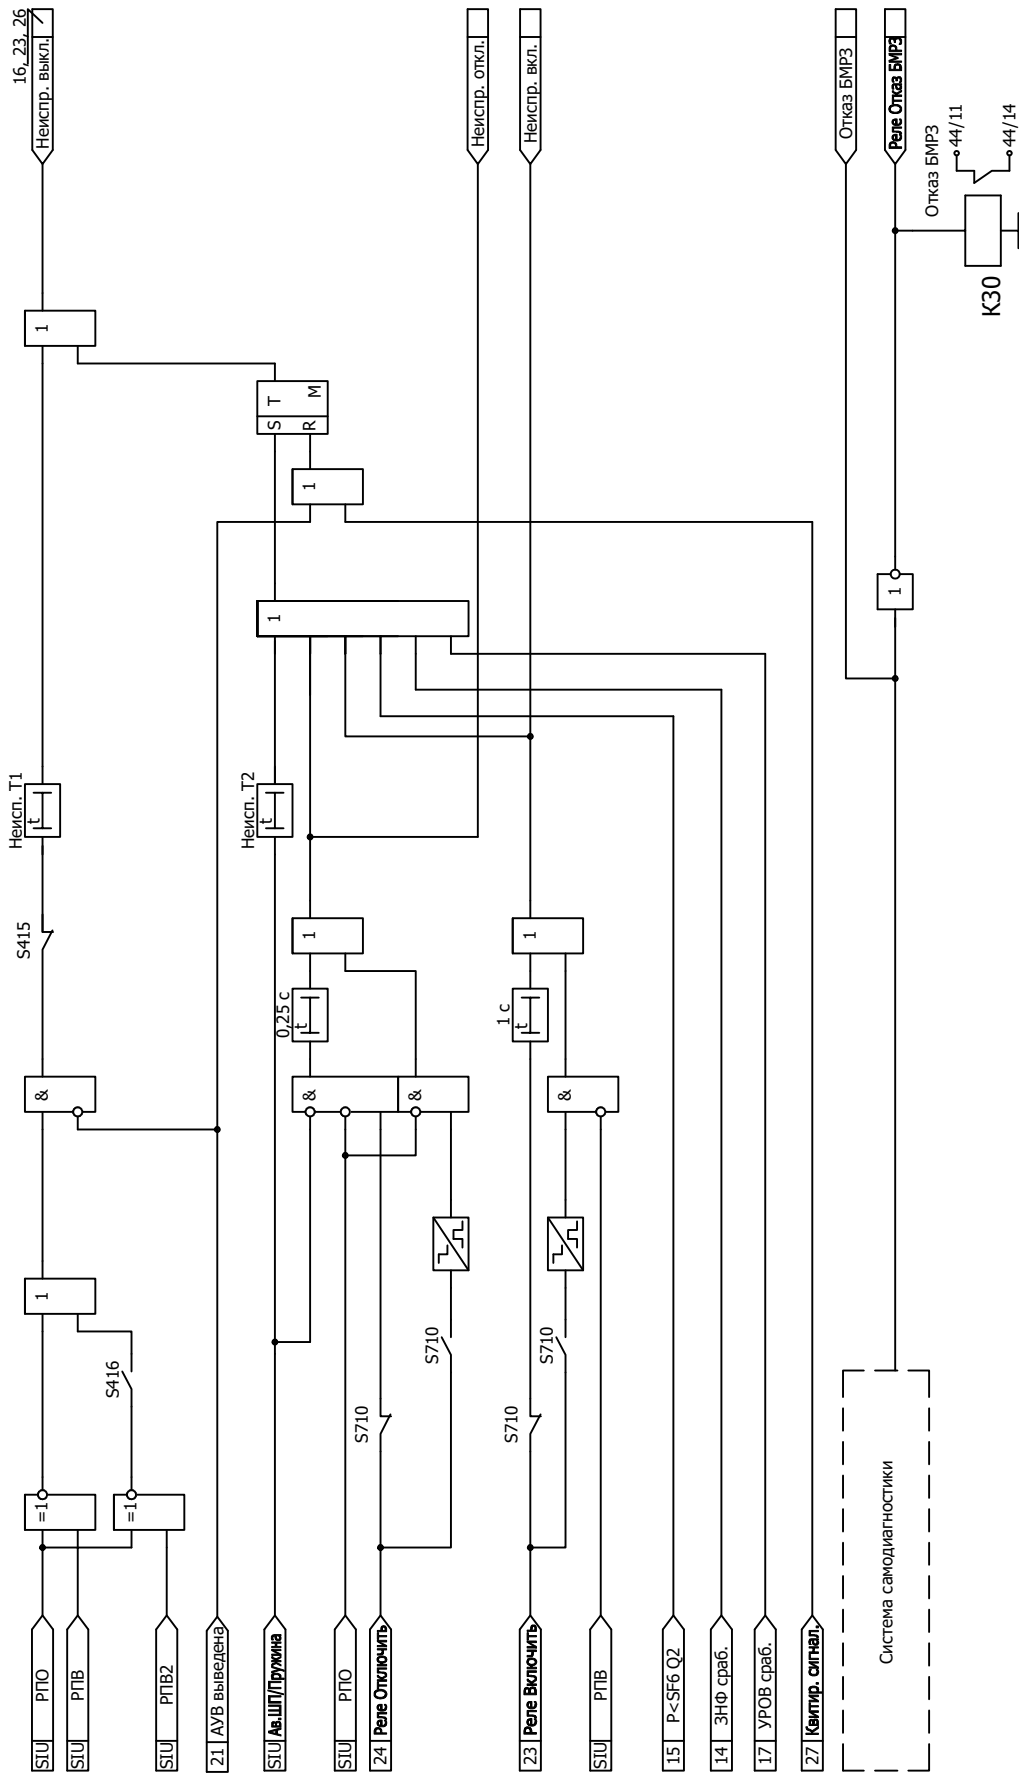 SIU РПО
SIU РПВ
SIU РПВ2
21 АУВ выведена
SIU Ав.ШП/Пружина
SIU РПО
24 Реле Отключить
23 Реле Включить
SIU РПВ
15 P<SF6 Q2
14 ЗНФ сраб.
17 УРОВ сраб.
27 Квитир. сигнал.
Система самодиагностики
=1
=1
S416
1
&
S415
Неисп. Т1
t
1
16, 23, 26
Неиспр. выкл.
S710
S710
&
&
0,25 с
t
1
Неисп. Т2
t
1
1
S T
R M
Неиспр. откл.
S710
S710
&
1 с
t
1
Неиспр. вкл.
1
Отказ БМРЗ
Реле Отказ БМРЗ
Отказ БМРЗ
44/11
44/14
К30